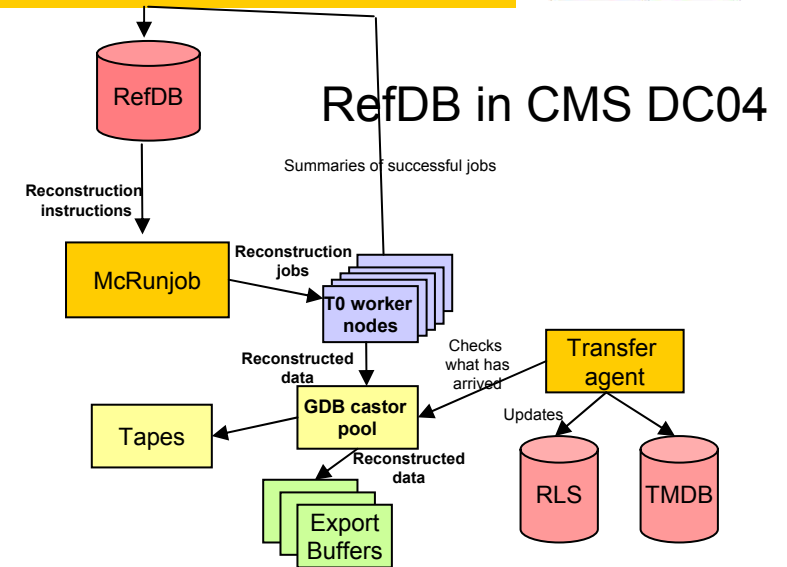 RefDB
RefDB in CMS DC04
Summaries of successful jobs
Reconstruction
instructions
McRunjob
Reconstruction
jobs
T0 worker
nodes
Checks
what has
arrived
Transfer
agent
Reconstructed
data
GDB castor
pool
Tapes
Updates
Reconstructed
data
RLS
TMDB
Export
Buffers